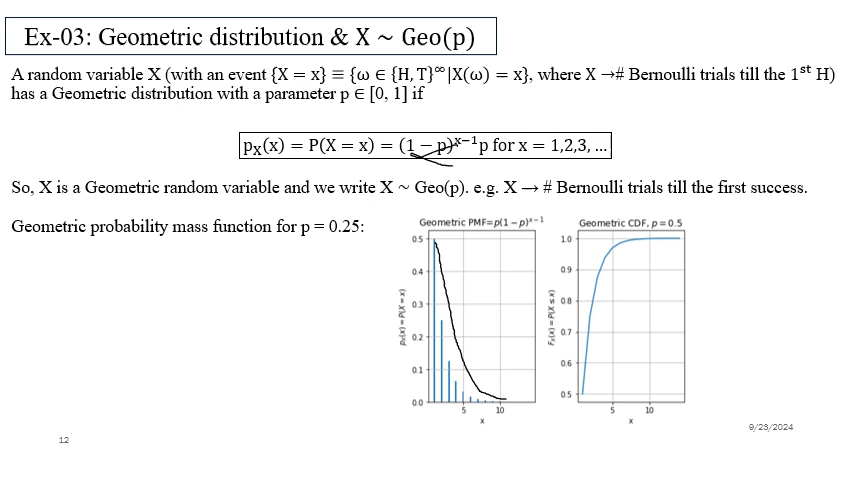 Ex-03: Geometric distribution & X ~ Geo(p)
A random variable X (with an event {X = x} ≡ {ω ∈ {H, T}^∞|X(ω) = x}, where X →# Bernoulli trials till the 1st H)
has a Geometric distribution with a parameter p ∈ [0, 1] if
pX(x) = P(X = x) = (1 − p)^x−1 p for x = 1,2,3, …
So, X is a Geometric random variable and we write X ~ Geo(p). e.g. X → # Bernoulli trials till the first success.
Geometric probability mass function for p = 0.25:
Geometric PMF=p(1 − p)^x−1
0.5
0.4
0.3
0.2
0.1
0.0
5 10
x
pX(x) = P(X = x)
Geometric CDF, p = 0.5
1.0
0.9
0.8
0.7
0.6
0.5
5 10
x
FX(x) = P(X ≤ x)
9/23/2024
12